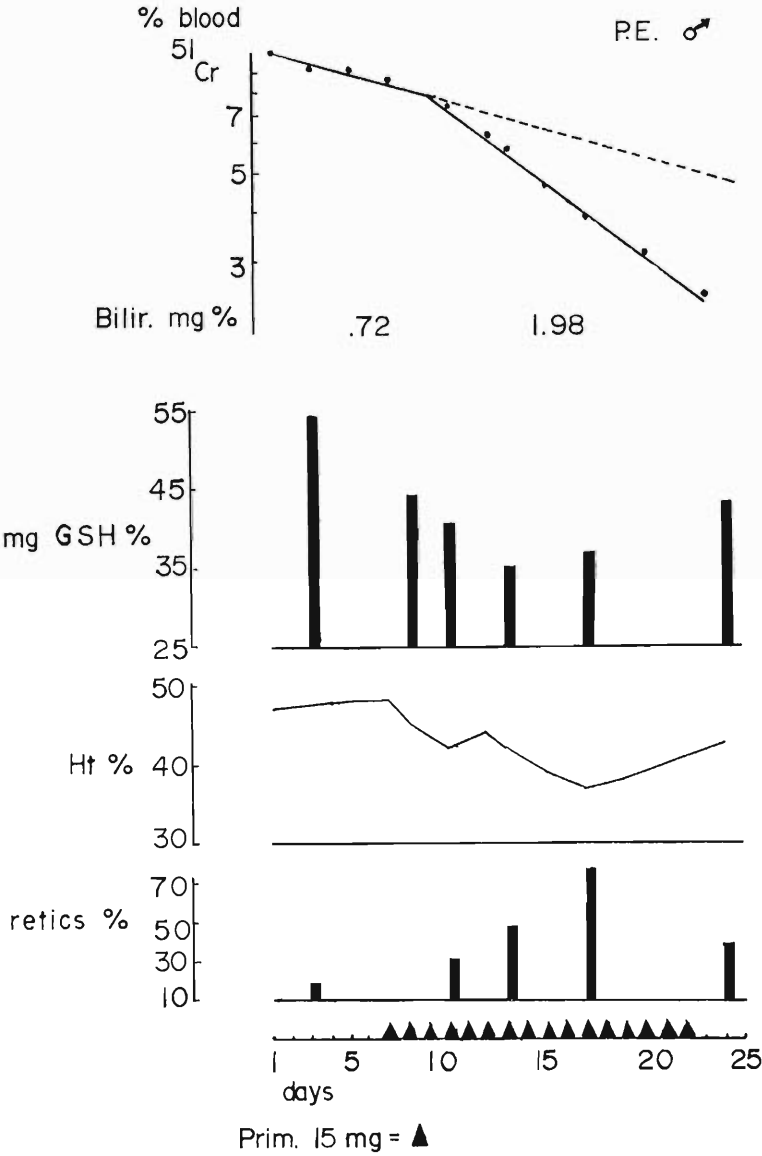 % blood
P.E. ♂
51
Cr
7
5
3
Bilir. mg %
.72
1.98
55
45
mg GSH %
35
25
50
Ht %
40
30
70
retics %
50
30
10
1 5 10 15 20 25
days
Prim. 15 mg = ▲